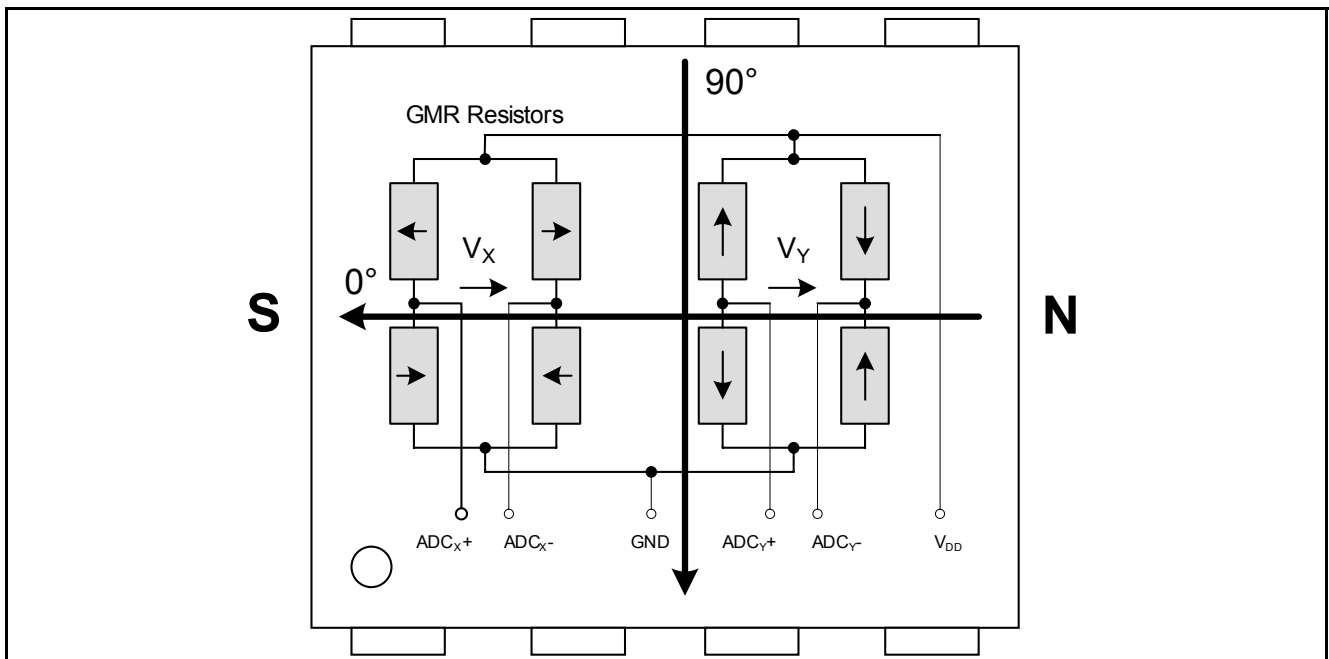 90°
GMR Resistors
V_X
V_Y
0°
S
N
ADC_X+
ADC_X-
GND
ADC_Y+
ADC_Y-
V_DD